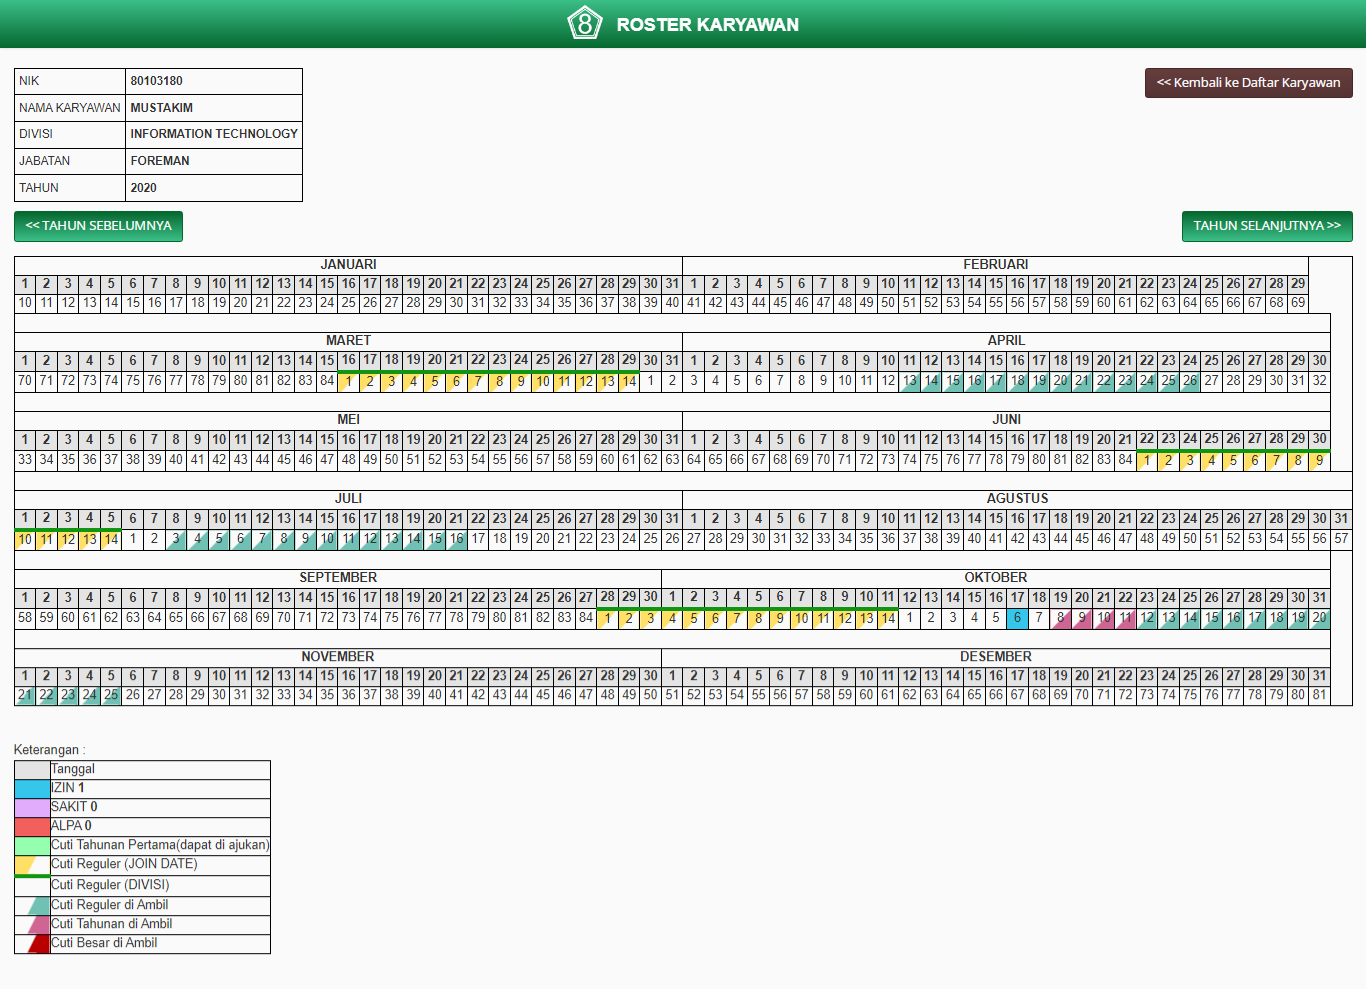 8 ROSTER KARYAWAN
NIK 80103180
<< Kembali ke Daftar Karyawan
NAMA KARYAWAN MUSTAKIM
DIVISI INFORMATION TECHNOLOGY
JABATAN FOREMAN
TAHUN 2020
<< TAHUN SEBELUMNYA TAHUN SELANJUTNYA >>
JANUARI FEBRUARI
1 2 3 4 5 6 7 8 9 10 11 12 13 14 15 16 17 18 19 20 21 22 23 24 25 26 27 28 29 30 31 1 2 3 4 5 6 7 8 9 10 11 12 13 14 15 16 17 18 19 20 21 22 23 24 25 26 27 28 29
10 11 12 13 14 15 16 17 18 19 20 21 22 23 24 25 26 27 28 29 30 31 32 33 34 35 36 37 38 39 40 41 42 43 44 45 46 47 48 49 50 51 52 53 54 55 56 57 58 59 60 61 62 63 64 65 66 67 68 69
MARET APRIL
1 2 3 4 5 6 7 8 9 10 11 12 13 14 15 16 17 18 19 20 21 22 23 24 25 26 27 28 29 30 31 1 2 3 4 5 6 7 8 9 10 11 12 13 14 15 16 17 18 19 20 21 22 23 24 25 26 27 28 29 30
70 71 72 73 74 75 76 77 78 79 80 81 82 83 84 1 2 3 4 5 6 7 8 9 10 11 12 13 14 1 2 3 4 5 6 7 8 9 10 11 12 13 14 15 16 17 18 19 20 21 22 23 24 25 26 27 28 29 30 31 32
MEI JUNI
1 2 3 4 5 6 7 8 9 10 11 12 13 14 15 16 17 18 19 20 21 22 23 24 25 26 27 28 29 30 31 1 2 3 4 5 6 7 8 9 10 11 12 13 14 15 16 17 18 19 20 21 22 23 24 25 26 27 28 29 30
33 34 35 36 37 38 39 40 41 42 43 44 45 46 47 48 49 50 51 52 53 54 55 56 57 58 59 60 61 62 63 64 65 66 67 68 69 70 71 72 73 74 75 76 77 78 79 80 81 82 83 84 1 2 3 4 5 6 7 8 9
JULI AGUSTUS
1 2 3 4 5 6 7 8 9 10 11 12 13 14 15 16 17 18 19 20 21 22 23 24 25 26 27 28 29 30 31 1 2 3 4 5 6 7 8 9 10 11 12 13 14 15 16 17 18 19 20 21 22 23 24 25 26 27 28 29 30 31
10 11 12 13 14 1 2 3 4 5 6 7 8 9 10 11 12 13 14 15 16 17 18 19 20 21 22 23 24 25 26 27 28 29 30 31 32 33 34 35 36 37 38 39 40 41 42 43 44 45 46 47 48 49 50 51 52 53 54 55 56 57
SEPTEMBER OKTOBER
1 2 3 4 5 6 7 8 9 10 11 12 13 14 15 16 17 18 19 20 21 22 23 24 25 26 27 28 29 30 1 2 3 4 5 6 7 8 9 10 11 12 13 14 15 16 17 18 19 20 21 22 23 24 25 26 27 28 29 30 31
58 59 60 61 62 63 64 65 66 67 68 69 70 71 72 73 74 75 76 77 78 79 80 81 82 83 84 1 2 3 4 5 6 7 8 9 10 11 12 13 14 1 2 3 4 5 6 7 8 9 10 11 12 13 14 15 16 17 18 19 20
NOVEMBER DESEMBER
1 2 3 4 5 6 7 8 9 10 11 12 13 14 15 16 17 18 19 20 21 22 23 24 25 26 27 28 29 30 1 2 3 4 5 6 7 8 9 10 11 12 13 14 15 16 17 18 19 20 21 22 23 24 25 26 27 28 29 30 31
21 22 23 24 25 26 27 28 29 30 31 32 33 34 35 36 37 38 39 40 41 42 43 44 45 46 47 48 49 50 51 52 53 54 55 56 57 58 59 60 61 62 63 64 65 66 67 68 69 70 71 72 73 74 75 76 77 78 79 80 81
Keterangan :
Tanggal
IZIN 1
SAKIT 0
ALPA 0
Cuti Tahunan Pertama(dapat di ajukan)
Cuti Reguler (JOIN DATE)
Cuti Reguler (DIVISI)
Cuti Reguler di Ambil
Cuti Tahunan di Ambil
Cuti Besar di Ambil